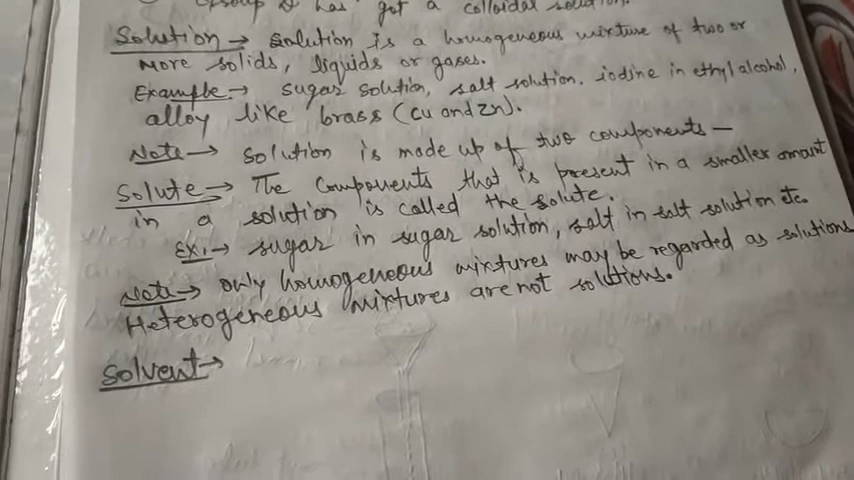 has got a colloidal solution.
Solution → Solution is a homogeneous mixture of two or
more solids, liquids or gases.
Example → sugar solution, salt solution. iodine in ethyl alcohol,
alloy like brass (Cu and Zn).
Note → Solution is made up of two components —
Solute → The components that is present in a smaller amount
in a solution is called the solute.
Ex. → sugar in sugar solution, salt in salt solution etc.
Note → only homogeneous mixtures may be regarded as solutions
Heterogeneous mixtures are not solutions.
Solvent →